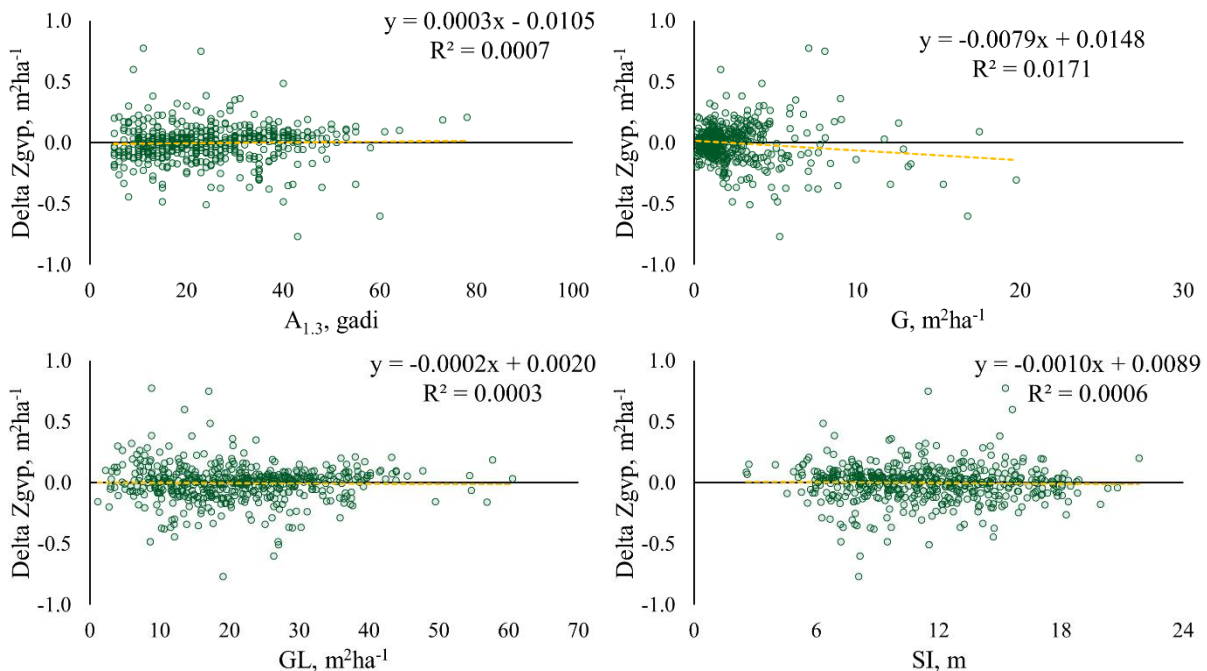 y = 0.0003x - 0.0105
R² = 0.0007
1.0
0.5
0.0
-0.5
-1.0
Delta Zgvp, m²ha⁻¹
0 20 40 60 80 100
A₁.₃, gadi
y = -0.0079x + 0.0148
R² = 0.0171
1.0
0.5
0.0
-0.5
-1.0
Delta Zgvp, m²ha⁻¹
0 10 20 30
G, m²ha⁻¹
y = -0.0002x + 0.0020
R² = 0.0003
1.0
0.5
0.0
-0.5
-1.0
Delta Zgvp, m²ha⁻¹
0 10 20 30 40 50 60 70
GL, m²ha⁻¹
y = -0.0010x + 0.0089
R² = 0.0006
1.0
0.5
0.0
-0.5
-1.0
Delta Zgvp, m²ha⁻¹
6 12 18 24
SI, m